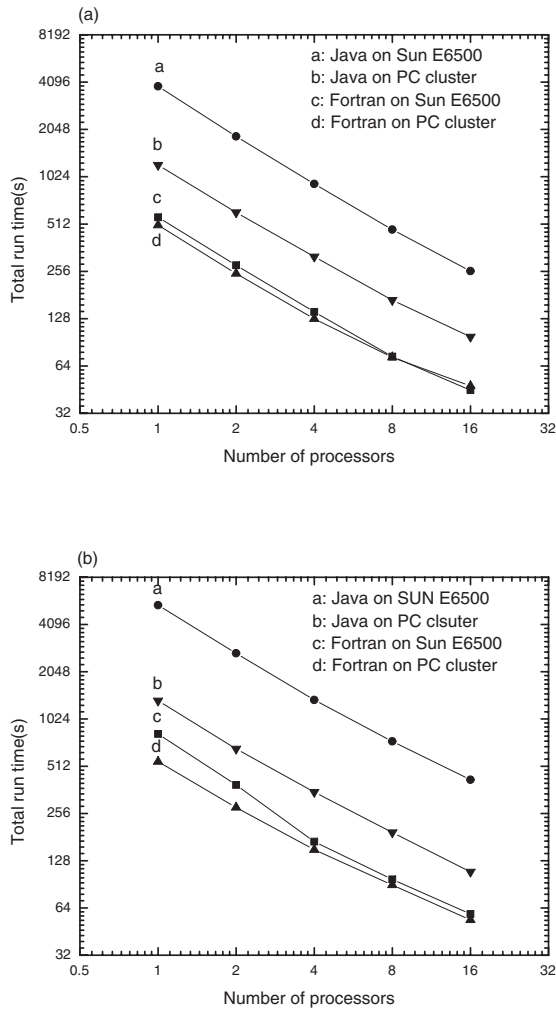 (a)
8192
4096
2048
1024
512
256
128
64
32
Total run time(s)
a: Java on Sun E6500
b: Java on PC cluster
c: Fortran on Sun E6500
d: Fortran on PC cluster
a
b
c
d
0.5 1 2 4 8 16 32
Number of processors
(b)
8192
4096
2048
1024
512
256
128
64
32
Total run time(s)
a: Java on SUN E6500
b: Java on PC clsuter
c: Fortran on Sun E6500
d: Fortran on PC cluster
a
b
c
d
0.5 1 2 4 8 16 32
Number of processors